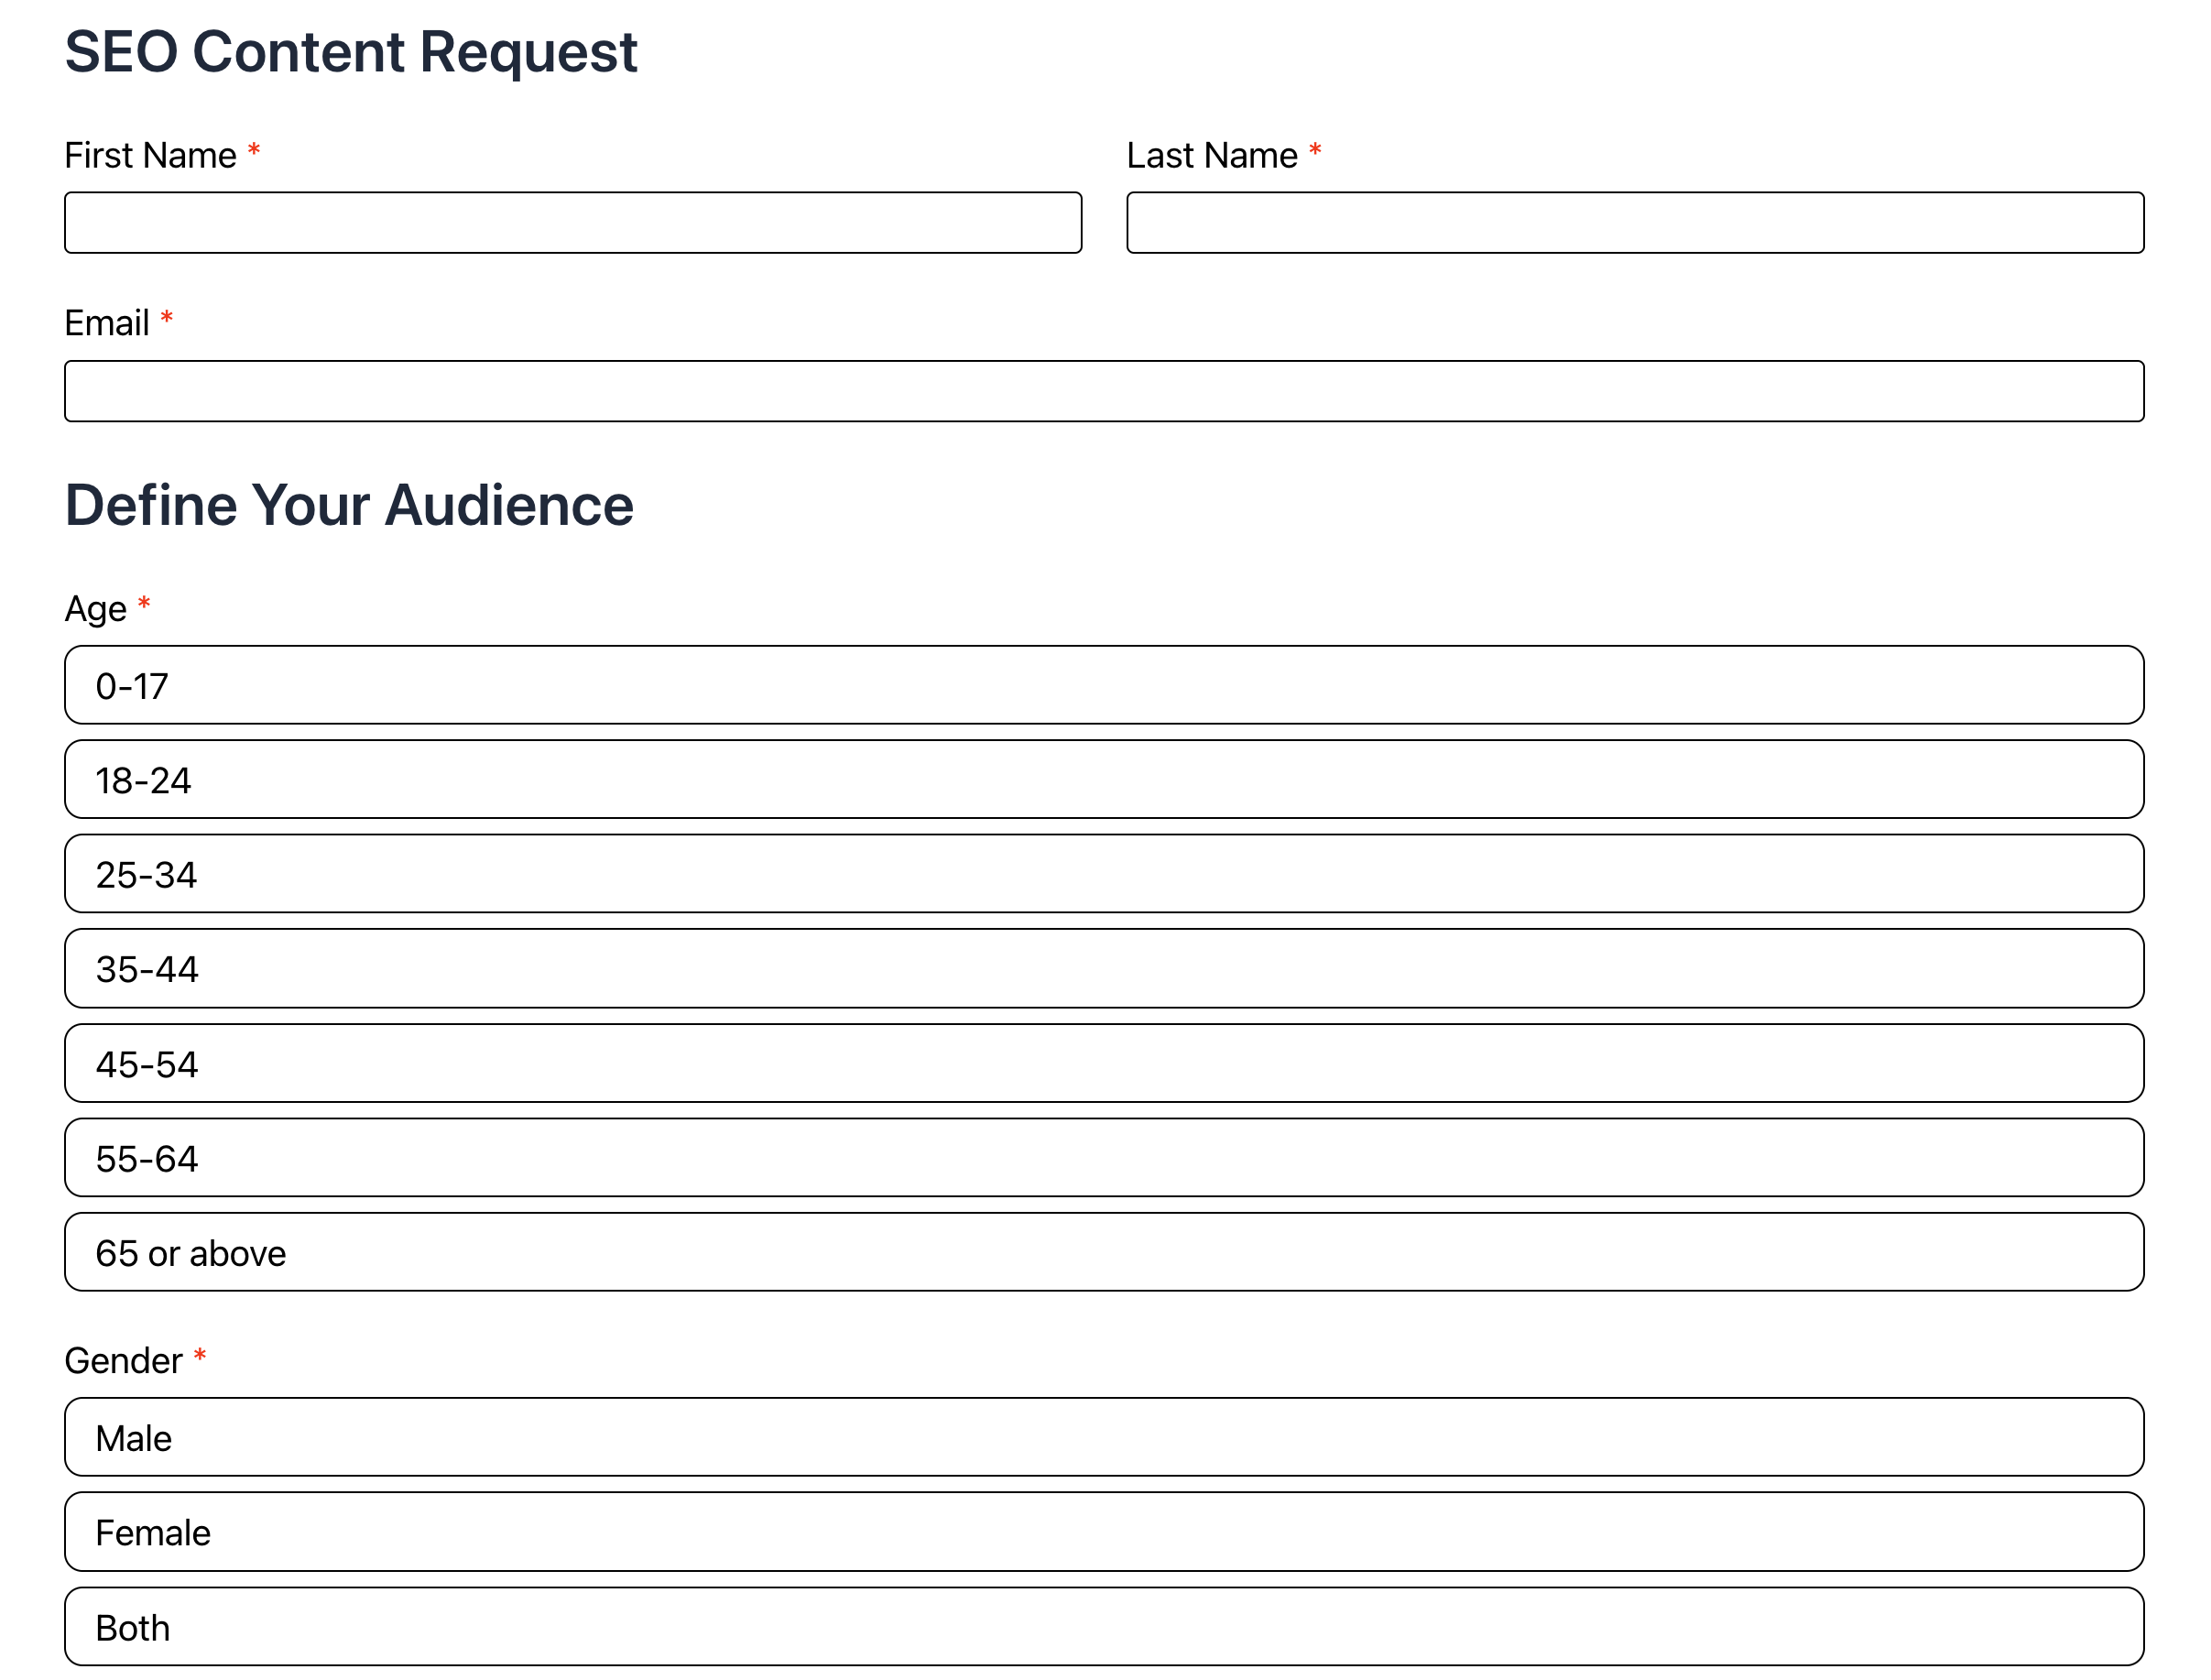 SEO Content Request
First Name * Last Name *
Email *
Define Your Audience
Age *
0-17
18-24
25-34
35-44
45-54
55-64
65 or above
Gender *
Male
Female
Both